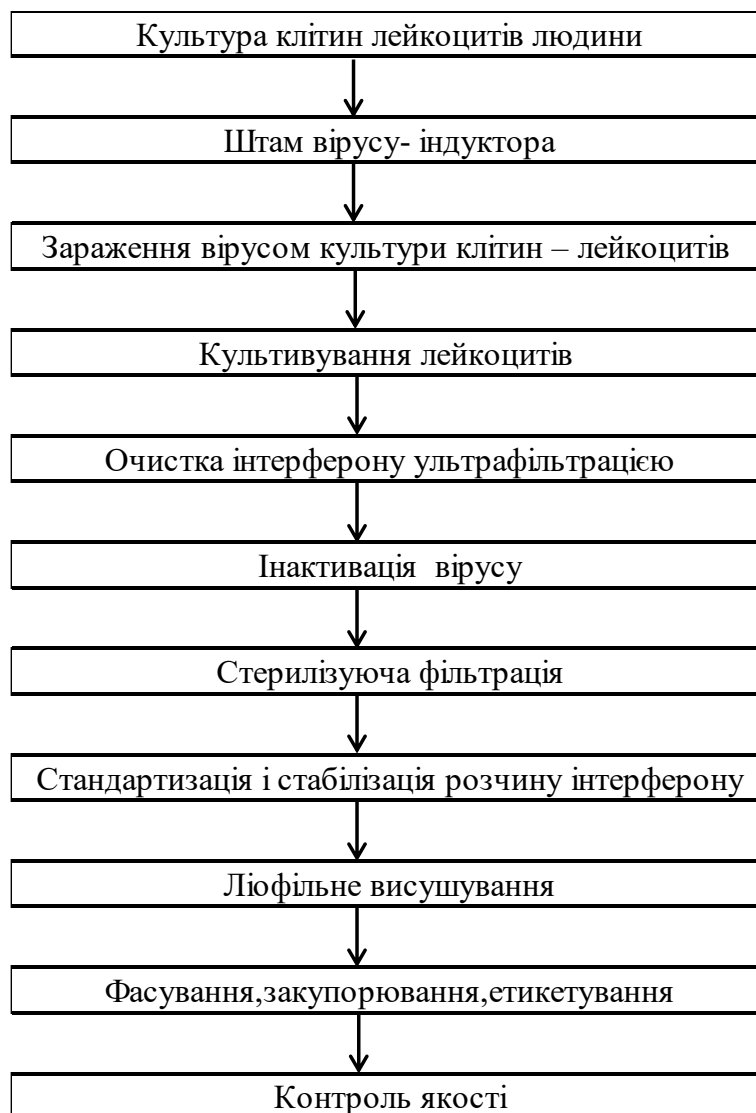 Культура клітин лейкоцитів людини
Штам вірусу- індуктора
Зараження вірусом культури клітин – лейкоцитів
Культивування лейкоцитів
Очистка інтерферону ультрафільтрацією
Інактивація вірусу
Стерилізуюча фільтрація
Стандартизація і стабілізація розчину інтерферону
Ліофільне висушування
Фасування,закупорювання,етикетування
Контроль якості